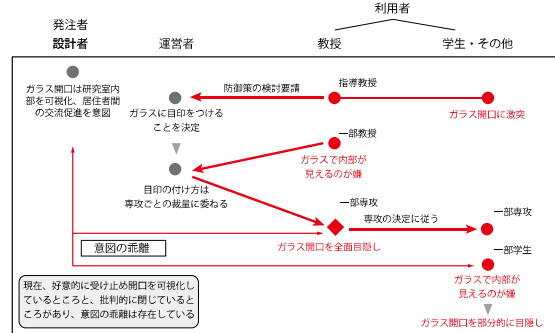 利用者
発注者
設計者
運営者
教授
学生・その他
ガラス開口は研究室内
部を可視化、居住者間
の交流促進を意図
防御策の検討要請
指導教授
ガラスに目印をつける
ことを決定
ガラス開口に激突
一部教授
ガラスで内部が
見えるのが嫌
目印の付け方は
専攻ごとの裁量に委ねる
一部専攻
専攻の決定に従う
一部専攻
ガラス開口を全面目隠し
意図の乖離
一部学生
ガラスで内部が
見えるのが嫌
現在、好意的に受け止め開口を可視化し
ているところと、批判的に閉じていると
ころがあり、意図の乖離は存在している
ガラス開口を部分的に目隠し